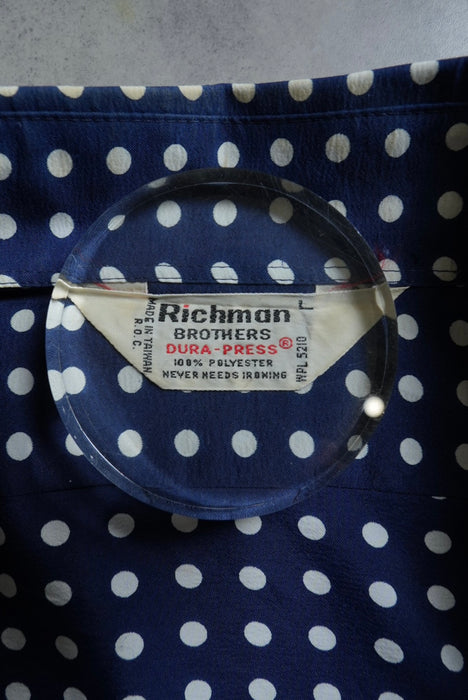 MADE IN TAIWAN
R.O.C.
Richman
BROTHERS
DURA-PRESS®
100% POLYESTER
NEVER NEEDS IRONING
L
WPL 5210